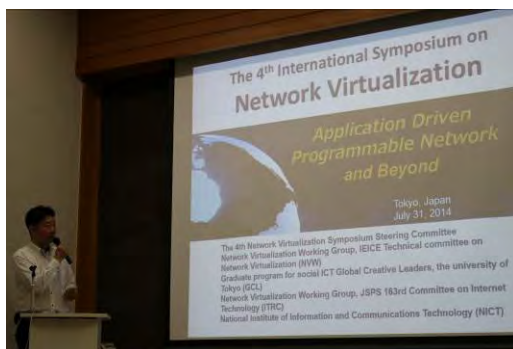 The 4th International Symposium on
Network Virtualization
Application Driven
Programmable Network
and Beyond
Tokyo, Japan
July 31, 2014
The 4th Network Virtualization Symposium Steering Committee
Network Virtualization Working Group, IEICE Technical committee on
Network Virtualization (NVW)
Graduate program for social ICT Global Creative Leaders, the university of
Tokyo (GCL)
Network Virtualization Working Group, JSPS 163rd Committee on Internet
Technology (ITRC)
National Institute of Information and Communications Technology (NICT)